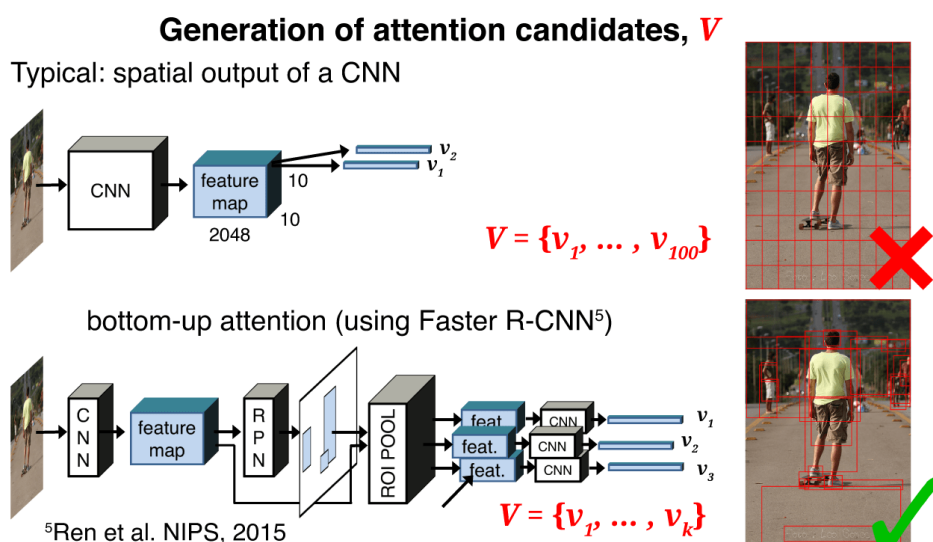 Generation of attention candidates, V
Typical: spatial output of a CNN
CNN
feature
map
10
10
2048
v₂
v₁
V = {v₁, ... , v₁₀₀}
bottom-up attention (using Faster R-CNN⁵)
CNN
feature
map
RPN
ROI POOL
feat.
CNN
v₁
feat.
CNN
v₂
feat.
CNN
v₃
V = {v₁, ... , vₖ}
⁵Ren et al. NIPS, 2015